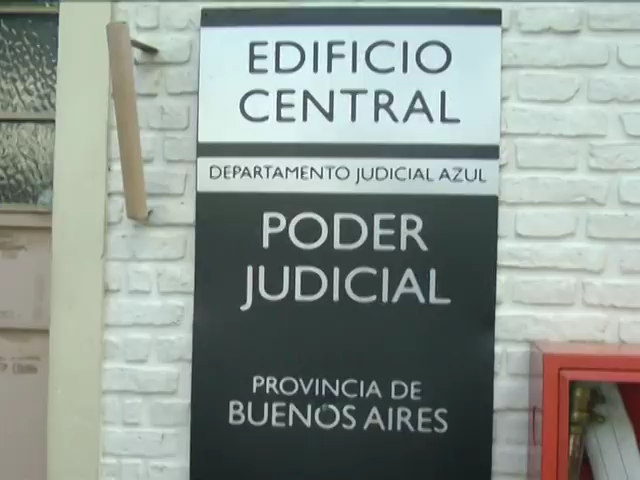 EDIFICIO
CENTRAL
DEPARTAMENTO JUDICIAL AZUL
PODER
JUDICIAL
PROVINCIA DE
BUENOS AIRES